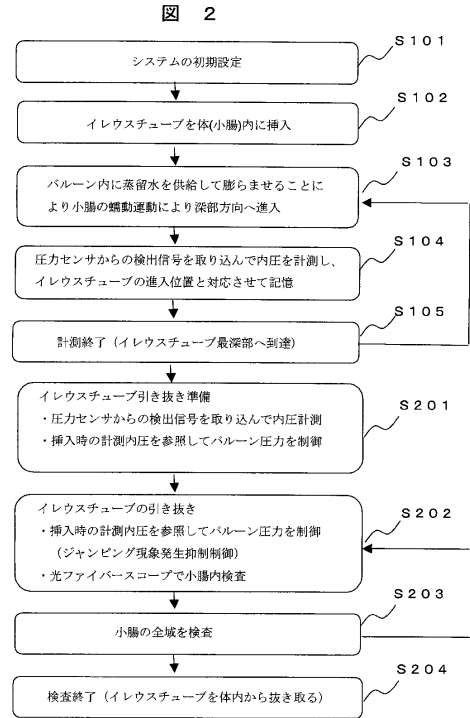 図 2
S101
システムの初期設定
S102
イレウスチューブを体(小腸)内に挿入
S103
バルーン内に蒸留水を供給して膨らませることに
より小腸の蠕動運動により深部方向へ進入
S104
圧力センサからの検出信号を取り込んで内圧を計測し、
イレウスチューブの進入位置と対応させて記憶
S105
計測終了（イレウスチューブ最深部へ到達）
イレウスチューブ引き抜き準備
・圧力センサからの検出信号を取り込んで内圧計測
・挿入時の計測内圧を参照してバルーン圧力を制御
S201
イレウスチューブの引き抜き
・挿入時の計測内圧を参照してバルーン圧力を制御
（ジャンピング現象発生抑制制御）
・光ファイバースコープで小腸内検査
S202
S203
小腸の全域を検査
S204
検査終了（イレウスチューブを体内から抜き取る）